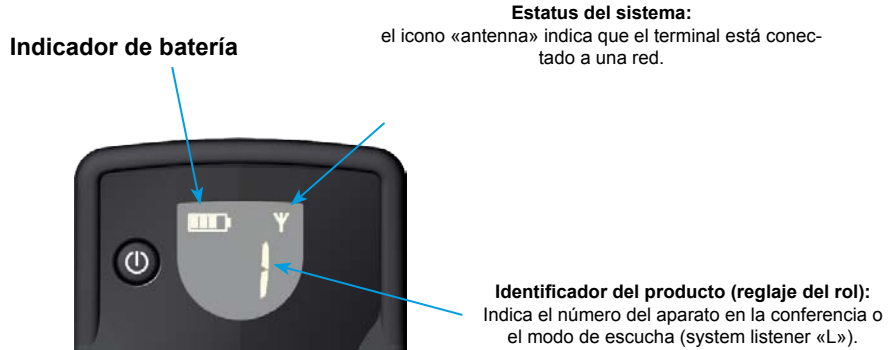 Estatus del sistema:
el icono «antenna» indica que el terminal está conec-
tado a una red.
Indicador de batería
1
Identificador del producto (reglaje del rol):
Indica el número del aparato en la conferencia o
el modo de escucha (system listener «L»).